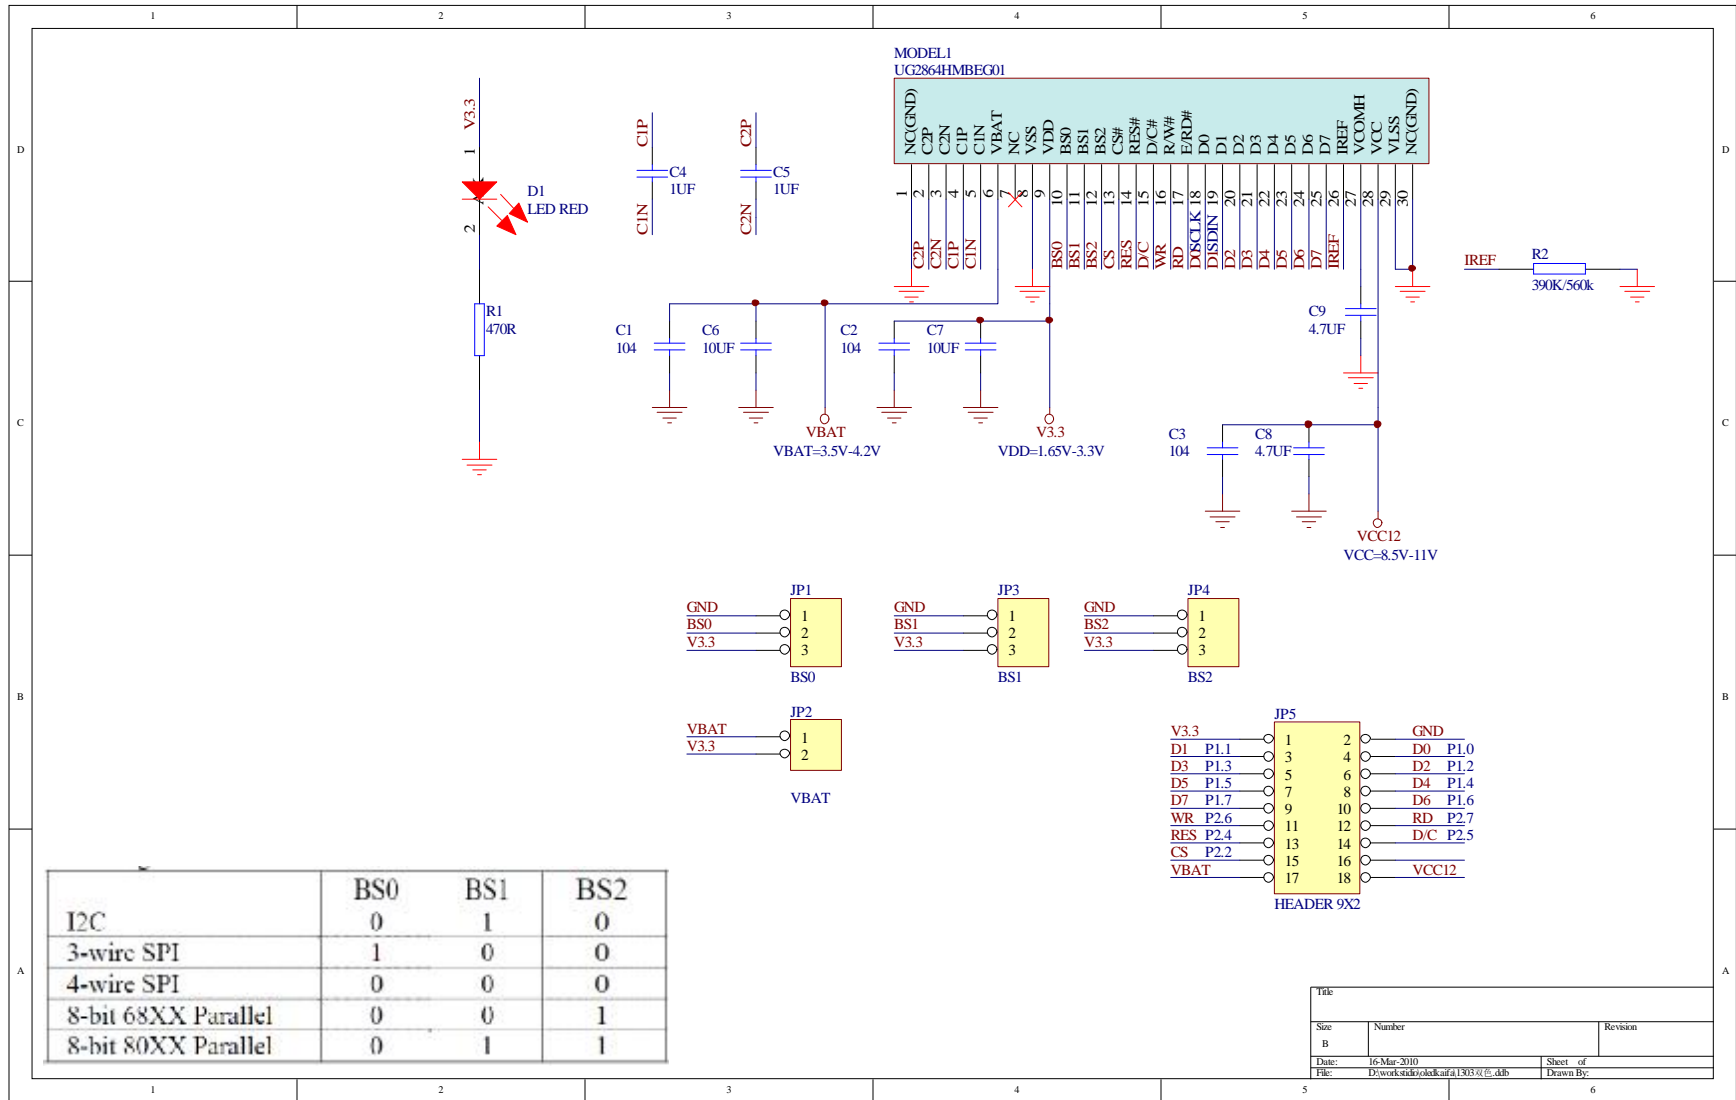 1 2 3 4 5 6
D
C
B
A
D
C
B
A
V3.3
1
D1
LED RED
2
R1
470R
C1P
C4
1UF
C1N
C2P
C5
1UF
C2N
MODEL1
UG2864HMBEG01
NC(GND) C2P C2N C1P C1N VBAT NC VSS VDD BS0 BS1 BS2 CS# RES# D/C# R/W# E/RD# D0 D1 D2 D3 D4 D5 D6 D7 IREF VCOMH VCC VLSS NC(GND)
1 2 3 4 5 6 7 8 9 10 11 12 13 14 15 16 17 18 19 20 21 22 23 24 25 26 27 28 29 30
C2P C2N C1P C1N BS0 BS1 BS2 CS RES D/C WR RD D0SCLK D1SDIN D2 D3 D4 D5 D6 D7 IREF
IREF
R2
390K/560k
C1
104
C6
10UF
C2
104
C7
10UF
C9
4.7UF
VBAT
VBAT=3.5V-4.2V
V3.3
VDD=1.65V-3.3V
C3
104
C8
4.7UF
VCC12
VCC=8.5V-11V
JP1
GND 1
BS0 2
V3.3 3
BS0
JP3
GND 1
BS1 2
V3.3 3
BS1
JP4
GND 1
BS2 2
V3.3 3
BS2
JP2
VBAT 1
V3.3 2
VBAT
JP5
V3.3 1 2 GND
D1 P1.1 3 4 D0 P1.0
D3 P1.3 5 6 D2 P1.2
D5 P1.5 7 8 D4 P1.4
D7 P1.7 9 10 D6 P1.6
WR P2.6 11 12 RD P2.7
RES P2.4 13 14 D/C P2.5
CS P2.2 15 16
VBAT 17 18 VCC12
HEADER 9X2
BS0 BS1 BS2
I2C 0 1 0
3-wire SPI 1 0 0
4-wire SPI 0 0 0
8-bit 68XX Parallel 0 0 1
8-bit 80XX Parallel 0 1 1
Title
Size Number Revision
B
Date: 16-Mar-2010 Sheet of
File: Drawn By:
1 2 3 4 5 6